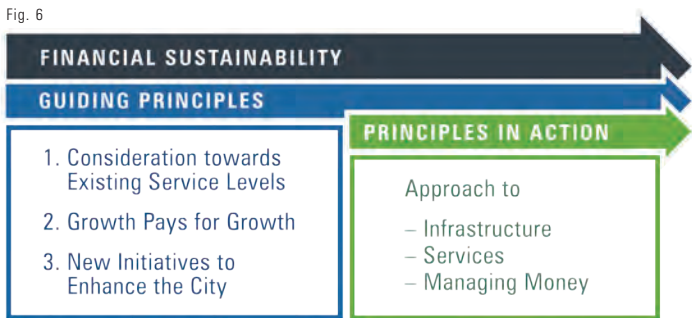 Fig. 6
FINANCIAL SUSTAINABILITY
GUIDING PRINCIPLES
PRINCIPLES IN ACTION
1. Consideration towards
Existing Service Levels
2. Growth Pays for Growth
3. New Initiatives to
Enhance the City
Approach to
– Infrastructure
– Services
– Managing Money